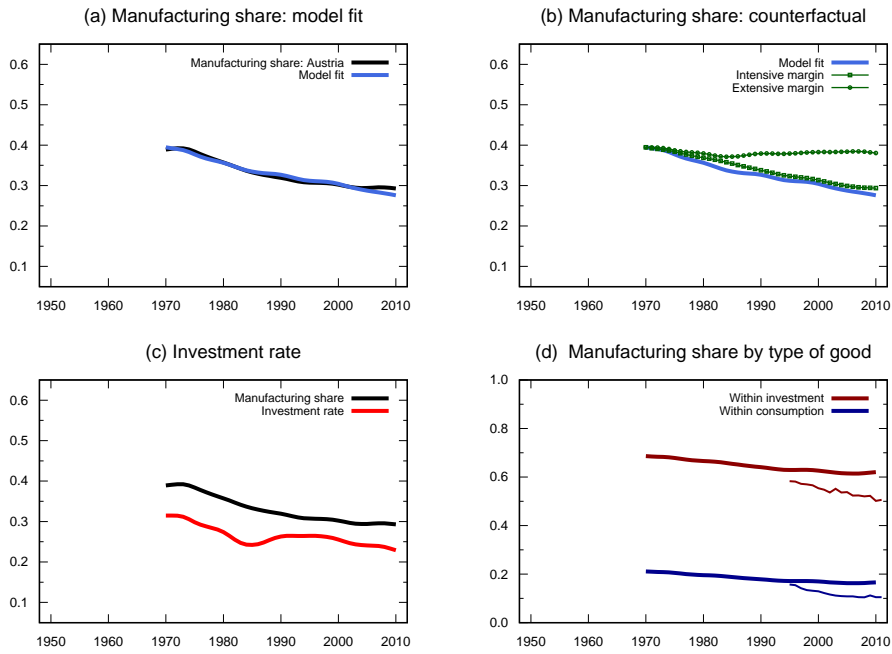 (a) Manufacturing share: model fit
0.6
0.5
0.4
0.3
0.2
0.1
Manufacturing share: Austria
Model fit
1950 1960 1970 1980 1990 2000 2010
(b) Manufacturing share: counterfactual
0.6
0.5
0.4
0.3
0.2
0.1
Model fit
Intensive margin
Extensive margin
1950 1960 1970 1980 1990 2000 2010
(c) Investment rate
0.6
0.5
0.4
0.3
0.2
0.1
Manufacturing share
Investment rate
1950 1960 1970 1980 1990 2000 2010
(d) Manufacturing share by type of good
1.0
0.8
0.6
0.4
0.2
0.0
Within investment
Within consumption
1950 1960 1970 1980 1990 2000 2010